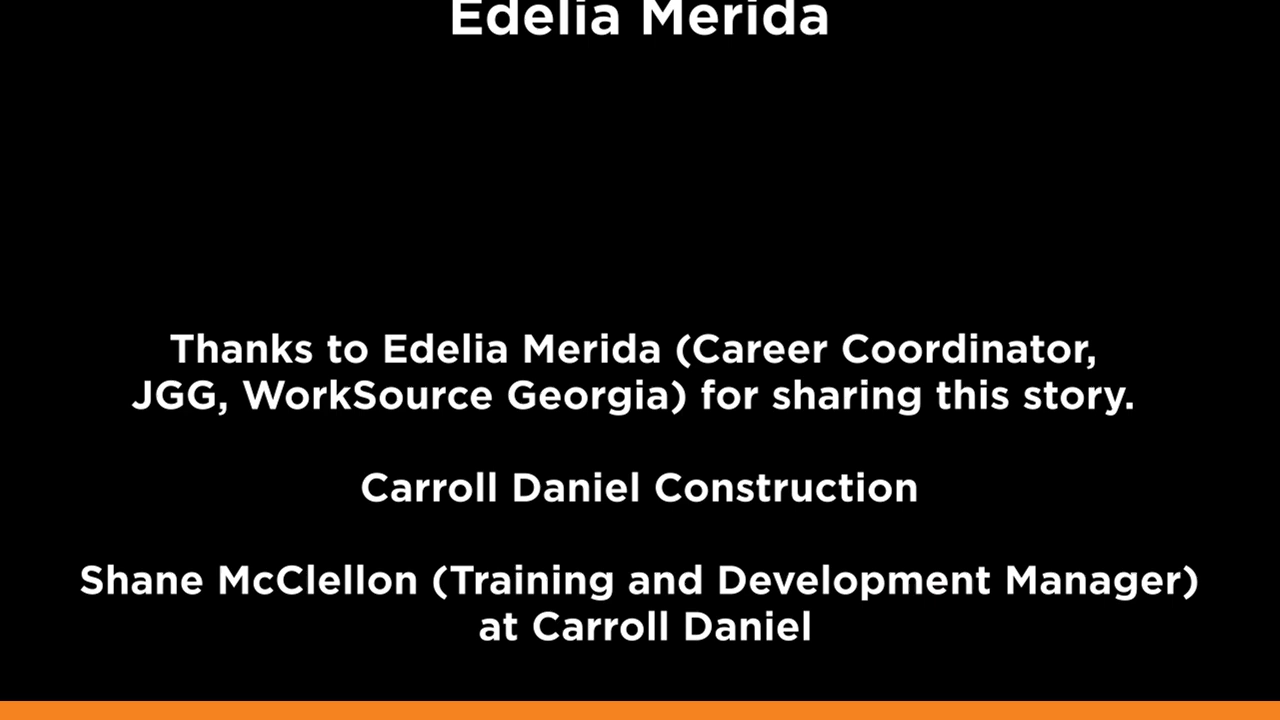 Edelia Merida
Thanks to Edelia Merida (Career Coordinator,
JGG, WorkSource Georgia) for sharing this story.
Carroll Daniel Construction
Shane McClellon (Training and Development Manager)
at Carroll Daniel